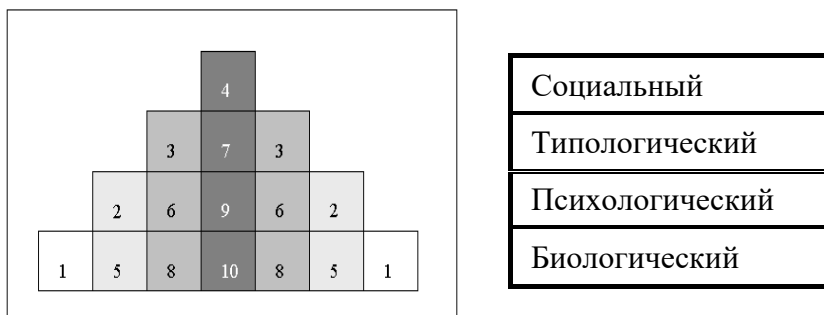 4
3 7 3
2 6 9 6 2
1 5 8 10 8 5 1
Социальный
Типологический
Психологический
Биологический